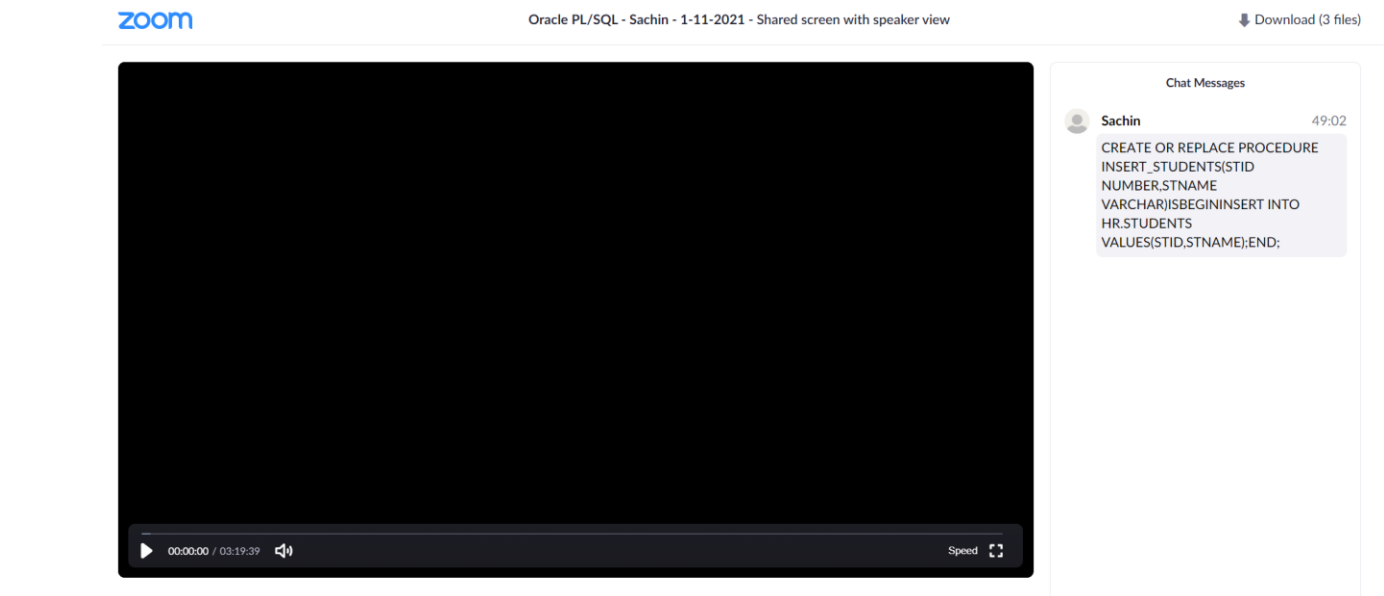 zoom
Oracle PL/SQL - Sachin - 1-11-2021 - Shared screen with speaker view
Download (3 files)
Chat Messages
Sachin 49:02
CREATE OR REPLACE PROCEDURE
INSERT_STUDENTS(STID
NUMBER,STNAME
VARCHAR)ISBEGININSERT INTO
HR.STUDENTS
VALUES(STID,STNAME);END;
00:00:00 / 03:19:39
Speed